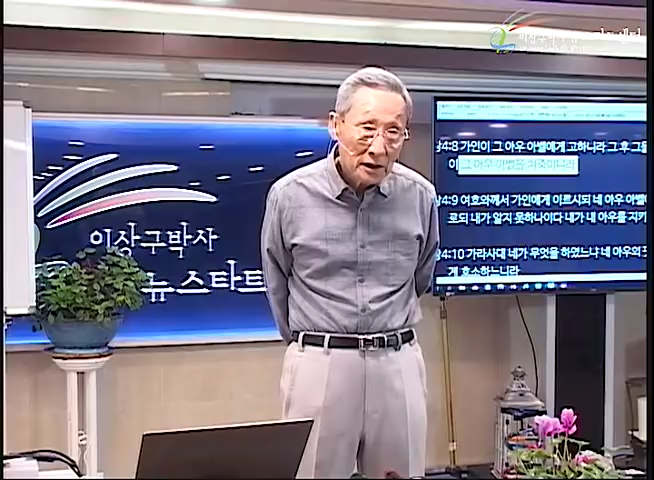 이상구박사
뉴스타트
4:8 가인이 그 아우 아벨에게 고하니라 그 후 그들
이 그 아우 아벨을 쳐죽이니라
4:9 여호와께서 가인에게 이르시되 네 아우 아벨
로되 내가 알지 못하나이다 내가 내 아우를 지키
4:10 가라사대 네가 무엇을 하였느냐 네 아우의
게 호소하느니라